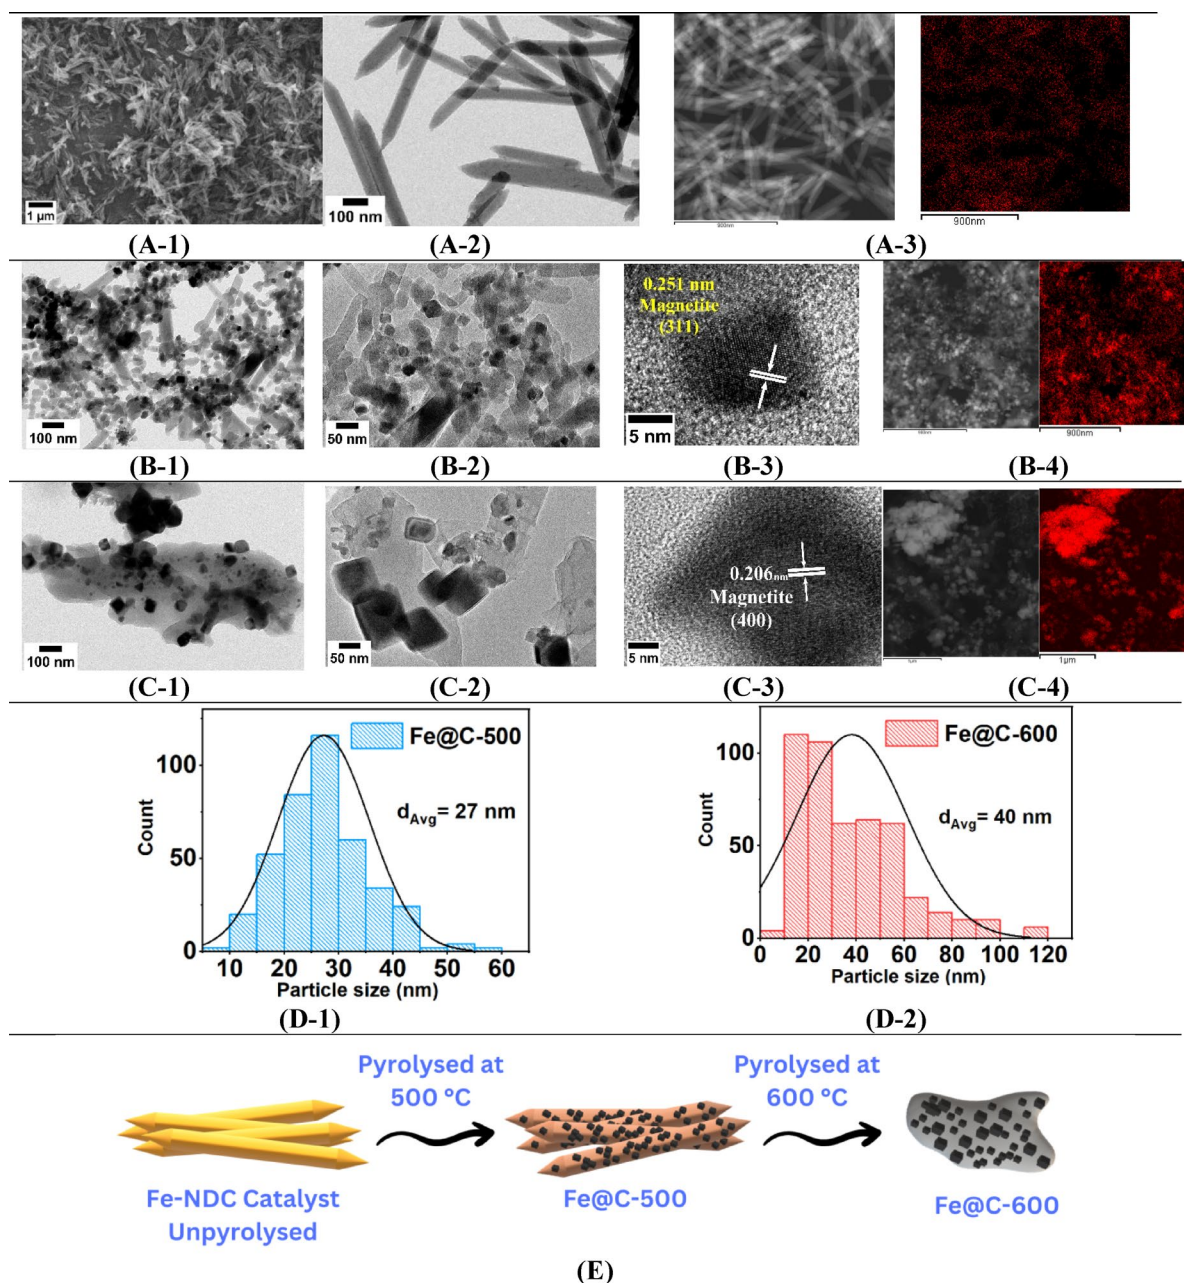 1 µm
100 nm
900nm
(A-1)
(A-2)
(A-3)
100 nm
50 nm
0.251 nm
Magnetite
(311)
5 nm
900nm
(B-1)
(B-2)
(B-3)
(B-4)
100 nm
50 nm
0.206nm
Magnetite
(400)
5 nm
1µm
(C-1)
(C-2)
(C-3)
(C-4)
Fe@C-500
dAvg= 27 nm
Count
100
50
0
10 20 30 40 50 60
Particle size (nm)
(D-1)
Fe@C-600
dAvg= 40 nm
Count
100
50
0
0 20 40 60 80 100 120
Particle size (nm)
(D-2)
Pyrolysed at
500 °C
Pyrolysed at
600 °C
Fe-NDC Catalyst
Unpyrolysed
Fe@C-500
Fe@C-600
(E)